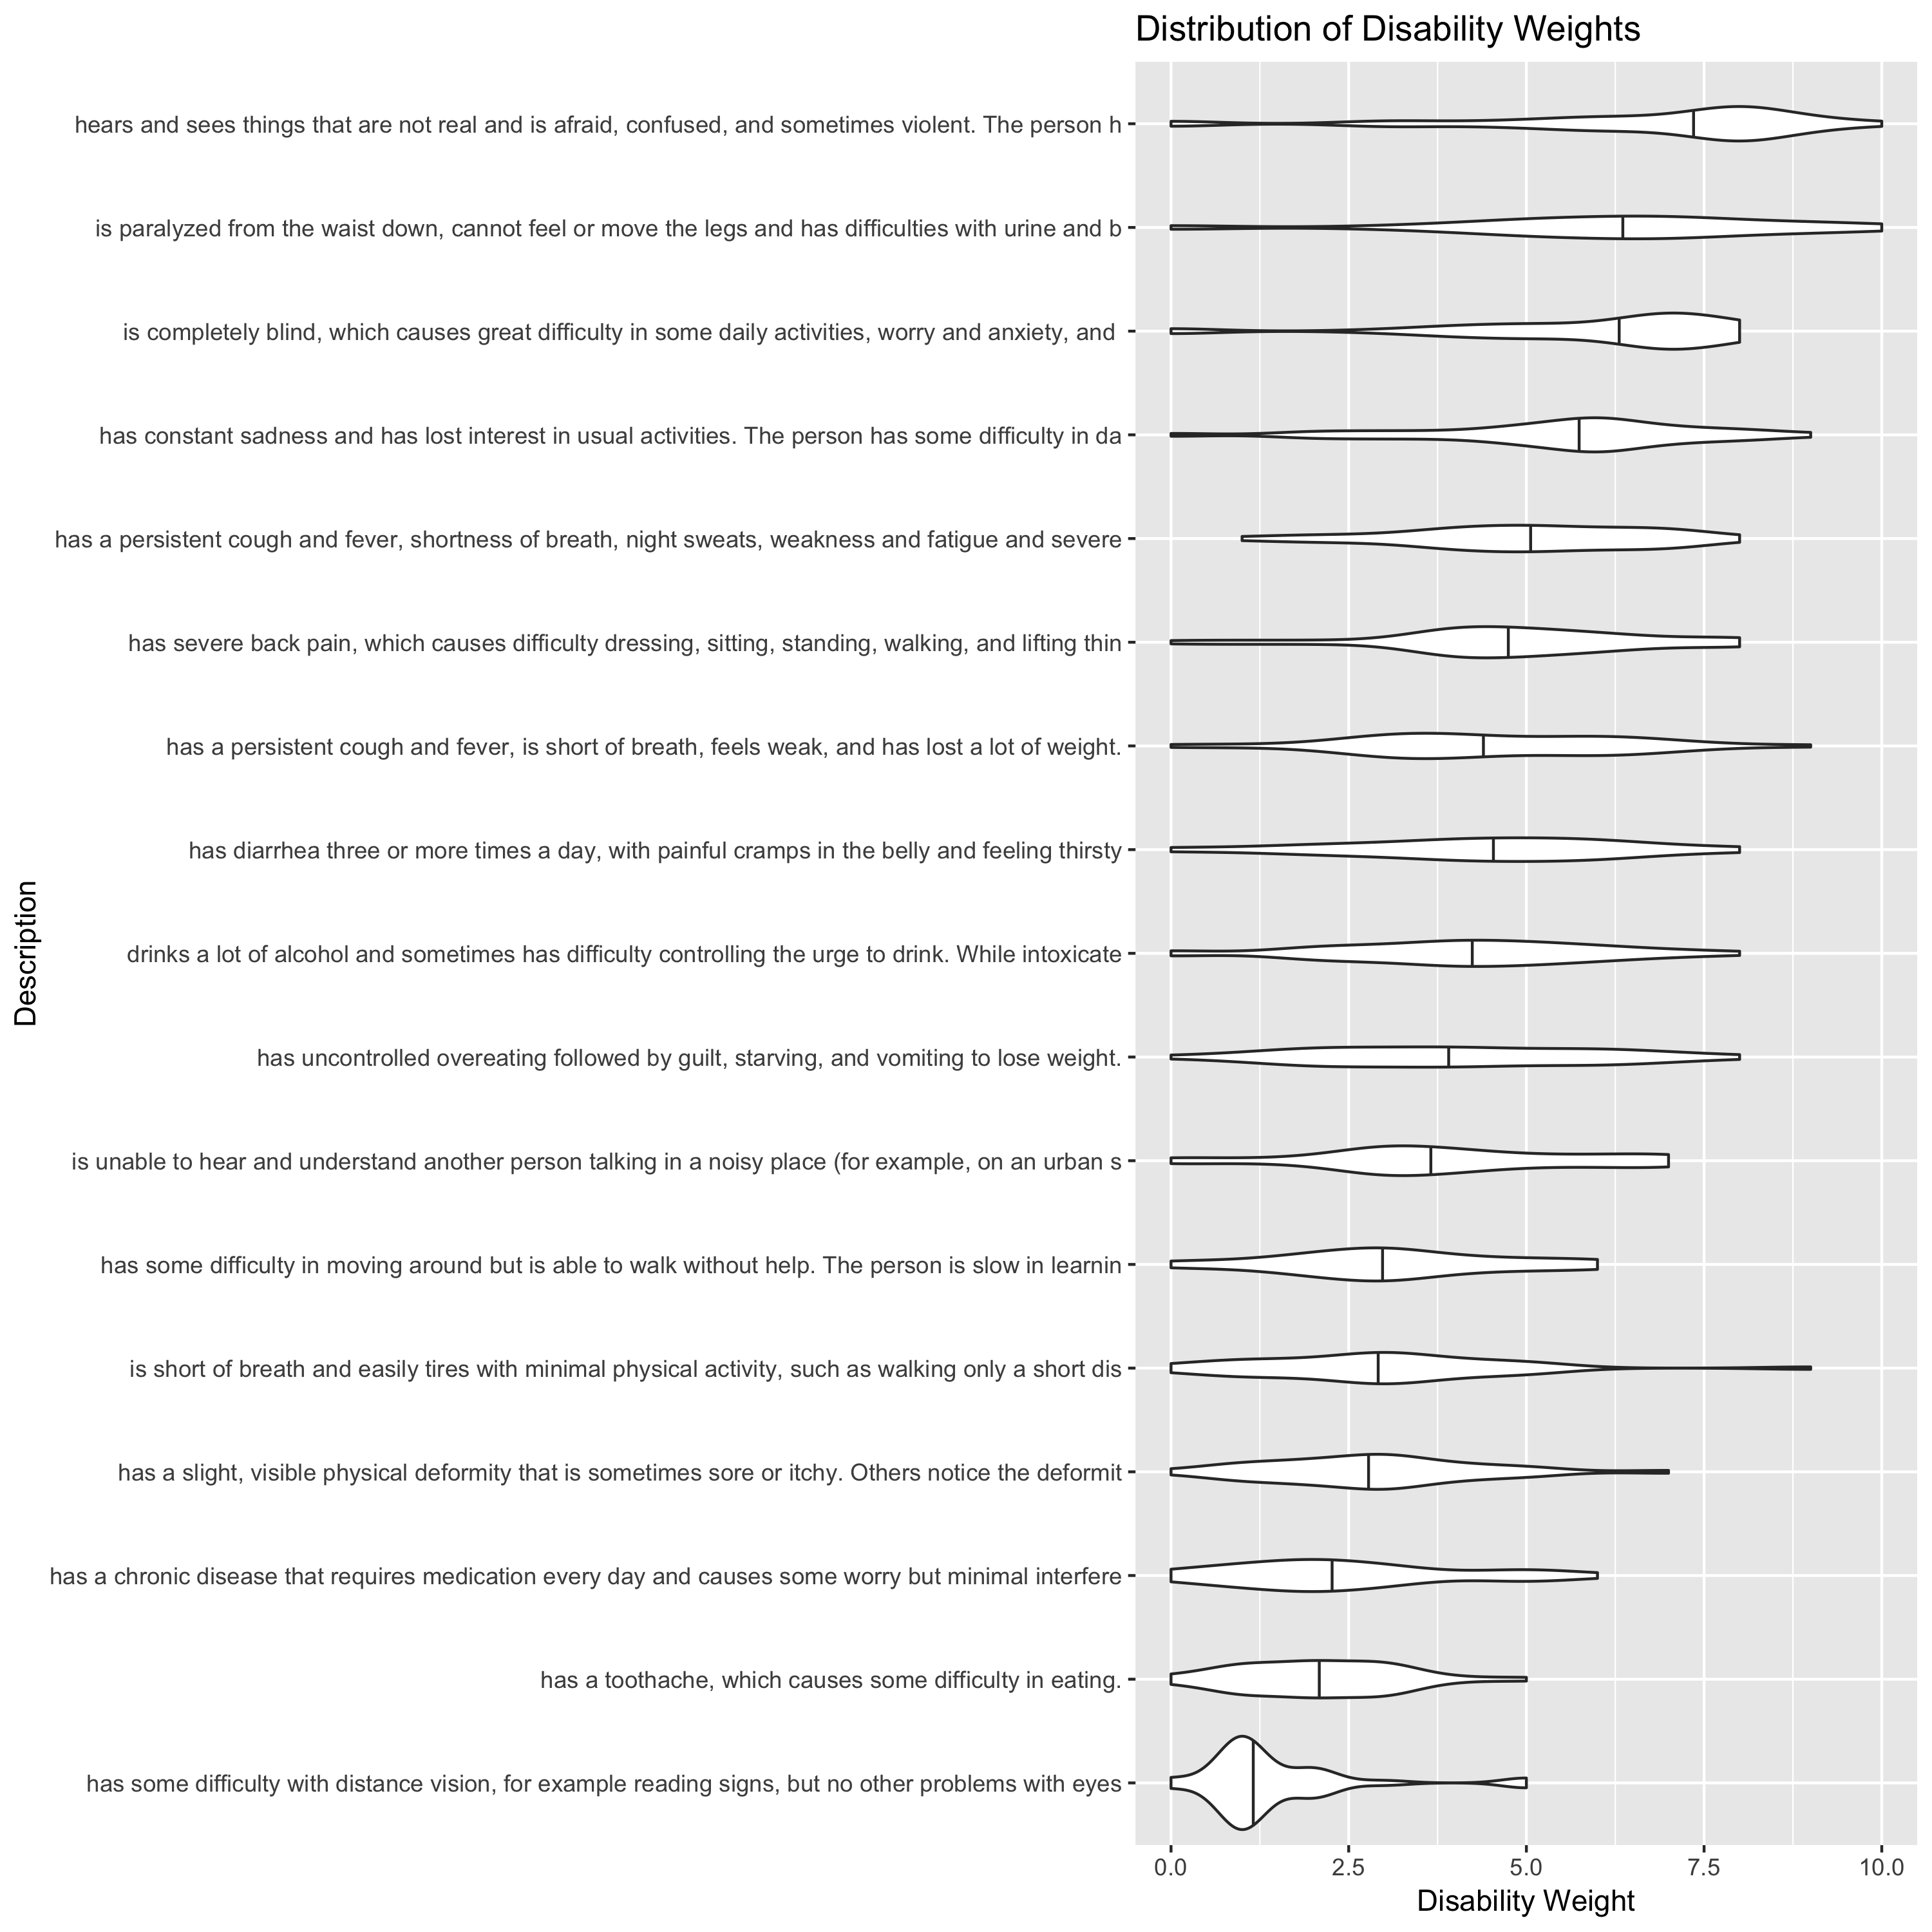 Distribution of Disability Weights
hears and sees things that are not real and is afraid, confused, and sometimes violent. The person h
is paralyzed from the waist down, cannot feel or move the legs and has difficulties with urine and b
is completely blind, which causes great difficulty in some daily activities, worry and anxiety, and
has constant sadness and has lost interest in usual activities. The person has some difficulty in da
has a persistent cough and fever, shortness of breath, night sweats, weakness and fatigue and severe
has severe back pain, which causes difficulty dressing, sitting, standing, walking, and lifting thin
has a persistent cough and fever, is short of breath, feels weak, and has lost a lot of weight.
has diarrhea three or more times a day, with painful cramps in the belly and feeling thirsty
drinks a lot of alcohol and sometimes has difficulty controlling the urge to drink. While intoxicate
has uncontrolled overeating followed by guilt, starving, and vomiting to lose weight.
is unable to hear and understand another person talking in a noisy place (for example, on an urban s
has some difficulty in moving around but is able to walk without help. The person is slow in learnin
is short of breath and easily tires with minimal physical activity, such as walking only a short dis
has a slight, visible physical deformity that is sometimes sore or itchy. Others notice the deformit
has a chronic disease that requires medication every day and causes some worry but minimal interfere
has a toothache, which causes some difficulty in eating.
has some difficulty with distance vision, for example reading signs, but no other problems with eyes
Description
0.0 2.5 5.0 7.5 10.0
Disability Weight